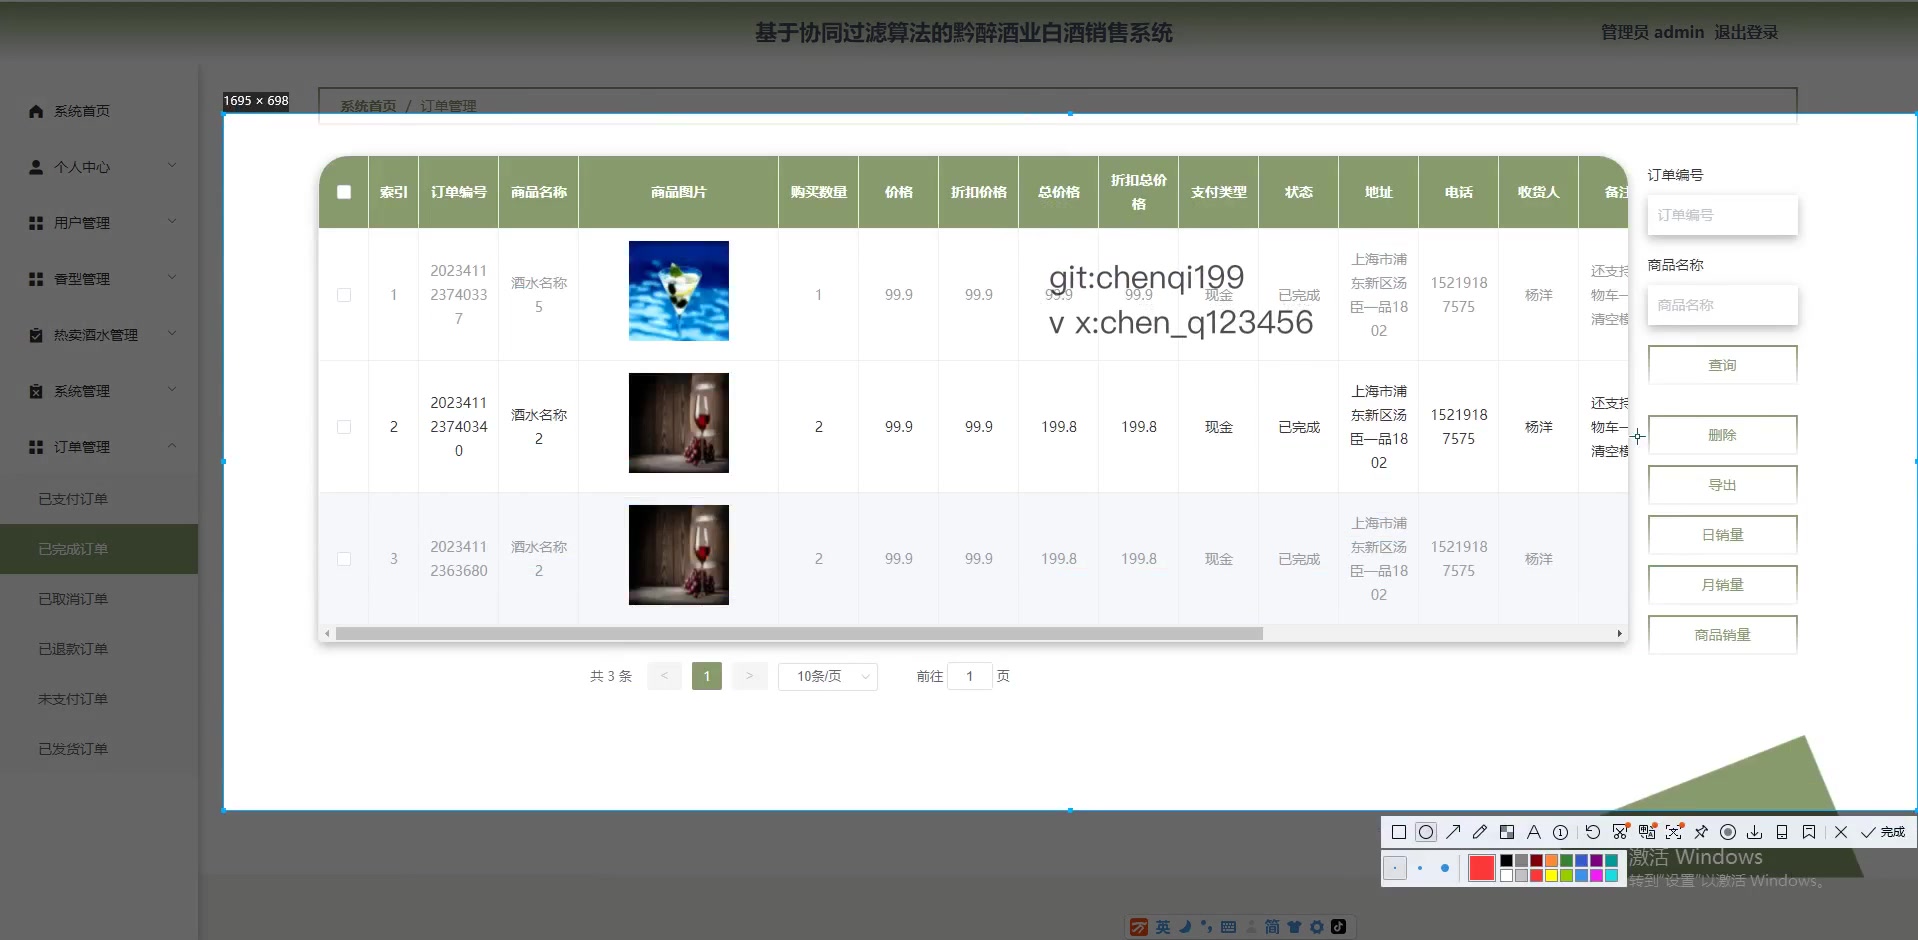 基于协同过滤算法的黔醉酒业白酒销售系统
管理员 admin 退出登录
系统首页
个人中心
用户管理
香型管理
热卖酒水管理
系统管理
订单管理
已支付订单
已完成订单
已取消订单
已退款订单
未支付订单
已发货订单
1695 × 698
系统首页 / 订单管理
索引 订单编号 商品名称 商品图片 购买数量 价格 折扣价格 总价格 折扣总价格 支付类型 状态 地址 电话 收货人 备注
1 202341122374033​7 酒水名称5 1 99.9 99.9 99.9 99.9 现金 已完成 上海市浦东新区汤臣一品1802 15219187575 杨洋 还支持
物车一
清空模
git:chenqi199
v x:chen_q123456
2 2023411223740340 酒水名称2 2 99.9 99.9 199.8 199.8 现金 已完成 上海市浦东新区汤臣一品1802 15219187575 杨洋 还支持
物车一
清空模
3 20234112363680 酒水名称2 2 99.9 99.9 199.8 199.8 现金 已完成 上海市浦东新区汤臣一品1802 15219187575 杨洋
共 3 条 < 1 > 10条/页 前往 1 页
订单编号
订单编号
商品名称
商品名称
查询
删除
导出
日销量
月销量
商品销量
完成
激活 Windows
转到“设置”以激活 Windows。
英 简